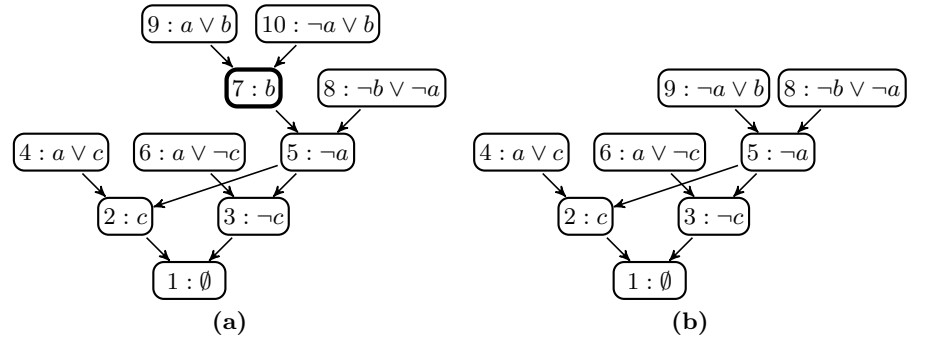 9 : a ∨ b 10 : ¬a ∨ b
7 : b 8 : ¬b ∨ ¬a 9 : ¬a ∨ b 8 : ¬b ∨ ¬a
4 : a ∨ c 6 : a ∨ ¬c 5 : ¬a 4 : a ∨ c 6 : a ∨ ¬c 5 : ¬a
2 : c 3 : ¬c 2 : c 3 : ¬c
1 : ∅ 1 : ∅
(a) (b)